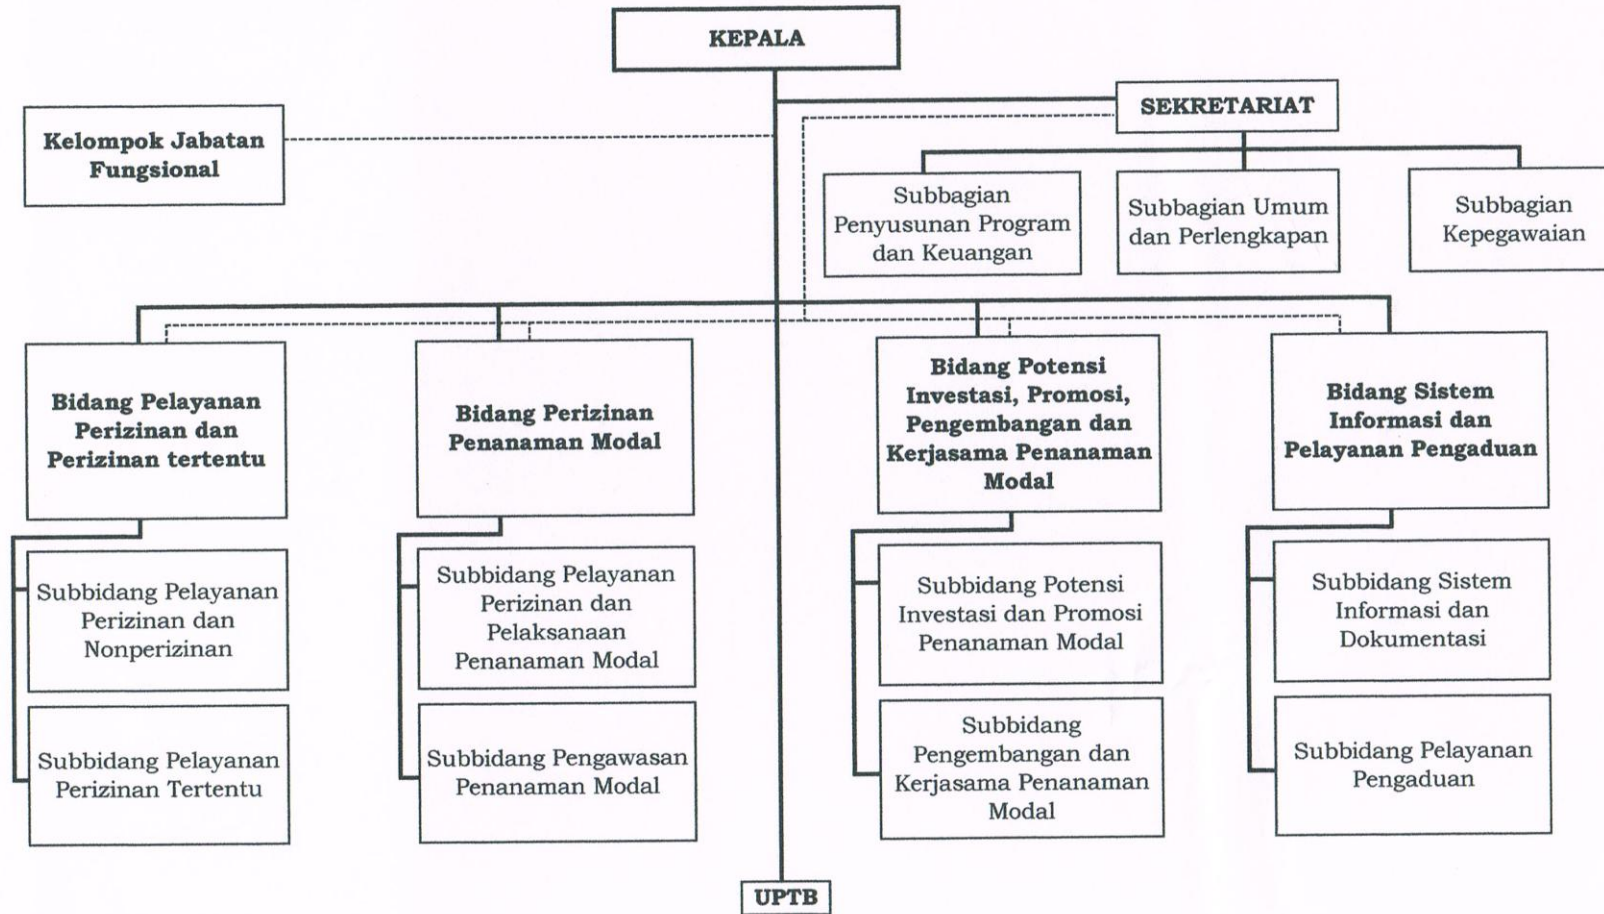 KEPALA
SEKRETARIAT
Kelompok Jabatan
Fungsional
Subbagian
Penyusunan Program
dan Keuangan
Subbagian Umum
dan Perlengkapan
Subbagian
Kepegawaian
Bidang Pelayanan
Perizinan dan
Perizinan tertentu
Bidang Perizinan
Penanaman Modal
Bidang Potensi
Investasi, Promosi,
Pengembangan dan
Kerjasama Penanaman
Modal
Bidang Sistem
Informasi dan
Pelayanan Pengaduan
Subbidang Pelayanan
Perizinan dan
Nonperizinan
Subbidang Pelayanan
Perizinan dan
Pelaksanaan
Penanaman Modal
Subbidang Potensi
Investasi dan Promosi
Penanaman Modal
Subbidang Sistem
Informasi dan
Dokumentasi
Subbidang Pelayanan
Perizinan Tertentu
Subbidang Pengawasan
Penanaman Modal
Subbidang
Pengembangan dan
Kerjasama Penanaman
Modal
Subbidang Pelayanan
Pengaduan
UPTB